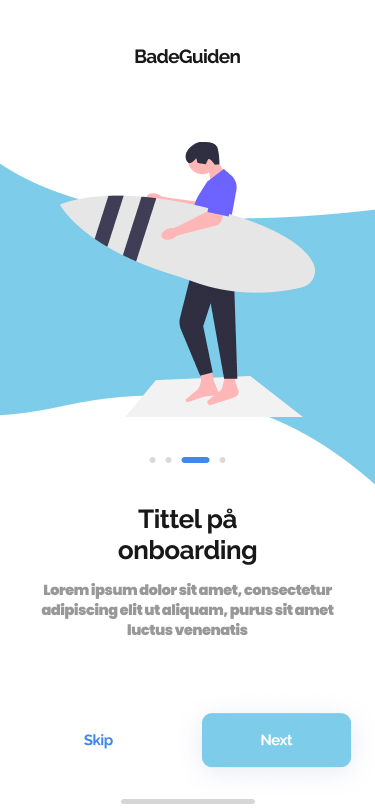 BadeGuiden
Tittel på
onboarding
Lorem ipsum dolor sit amet, consectetur
adipiscing elit ut aliquam, purus sit amet
luctus venenatis
Skip
Next